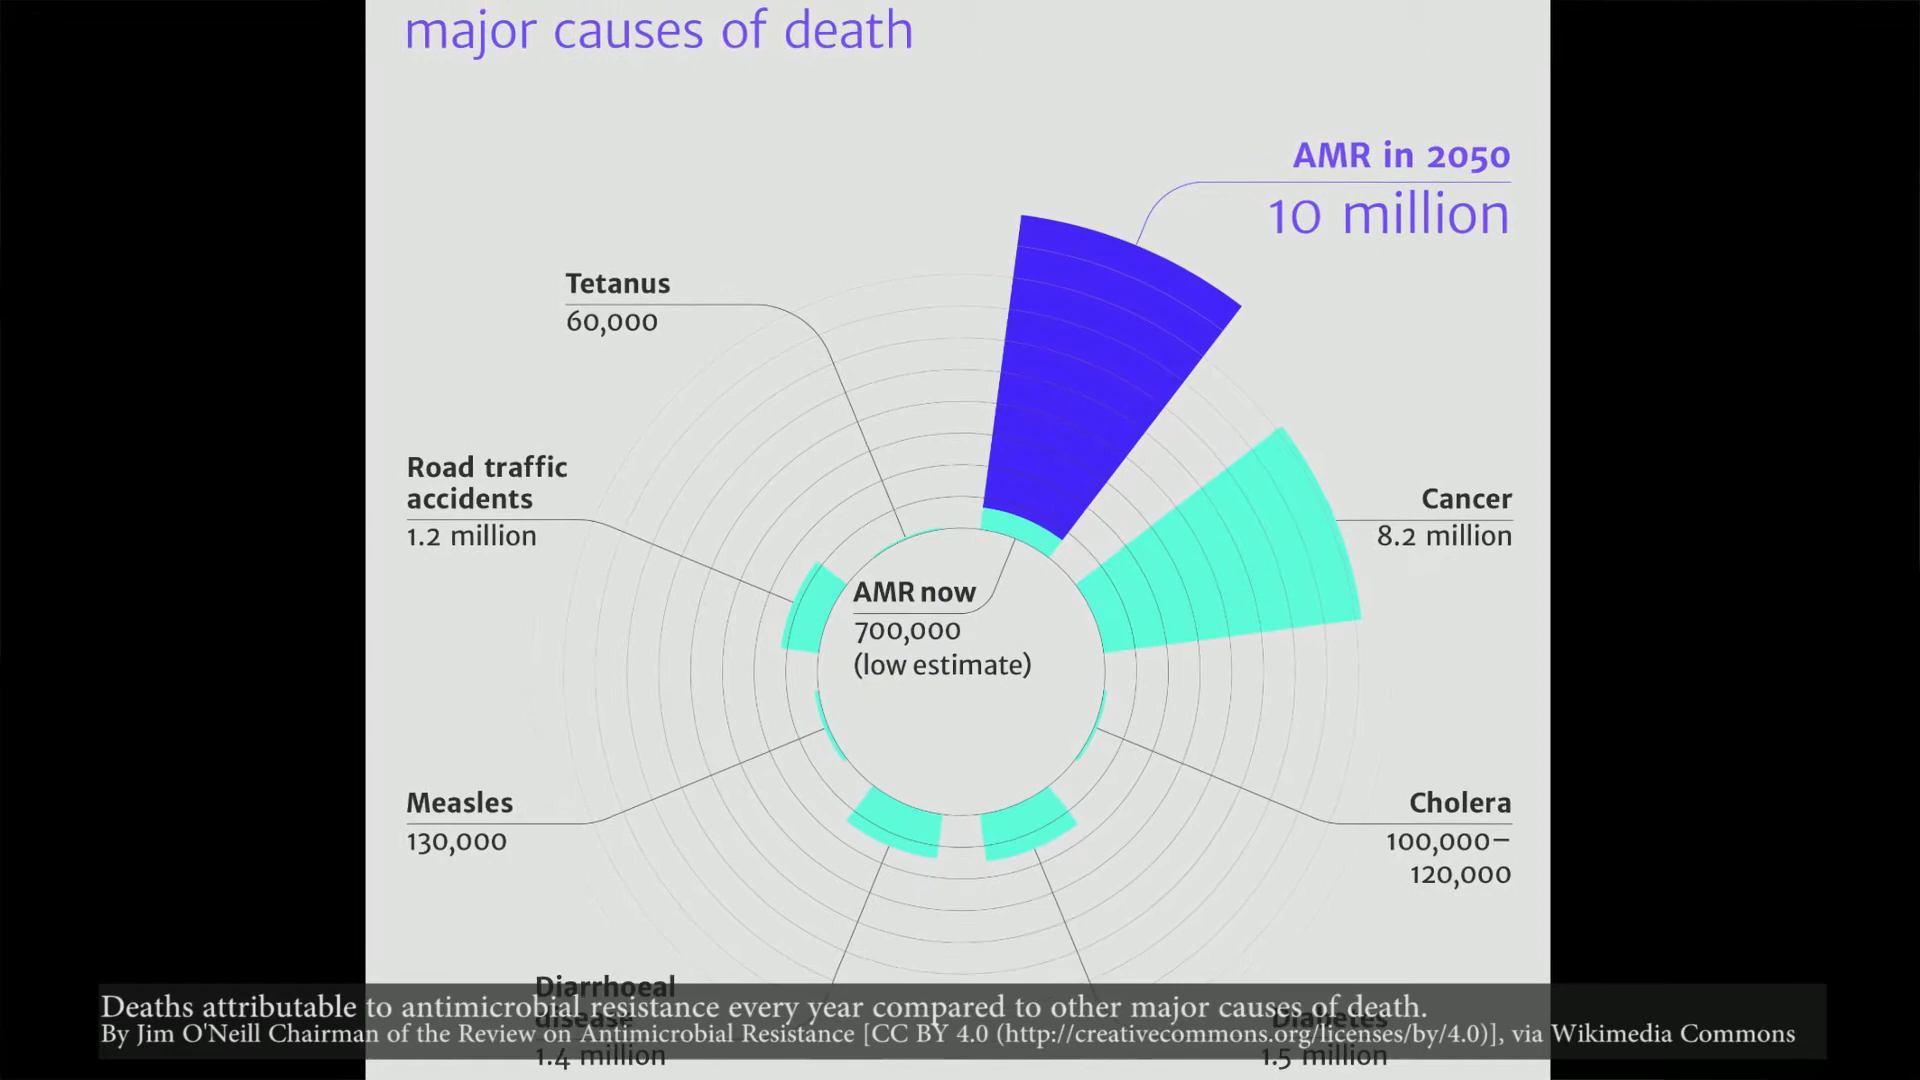 major causes of death
AMR in 2050
10 million
Tetanus
60,000
Road traffic
accidents
1.2 million
Cancer
8.2 million
AMR now
700,000
(low estimate)
Measles
130,000
Cholera
100,000–
120,000
Diarrhoeal
disease
1.4 million
Diabetes
1.5 million
Deaths attributable to antimicrobial resistance every year compared to other major causes of death.
By Jim O'Neill Chairman of the Review on Antimicrobial Resistance [CC BY 4.0 (http://creativecommons.org/licenses/by/4.0)], via Wikimedia Commons